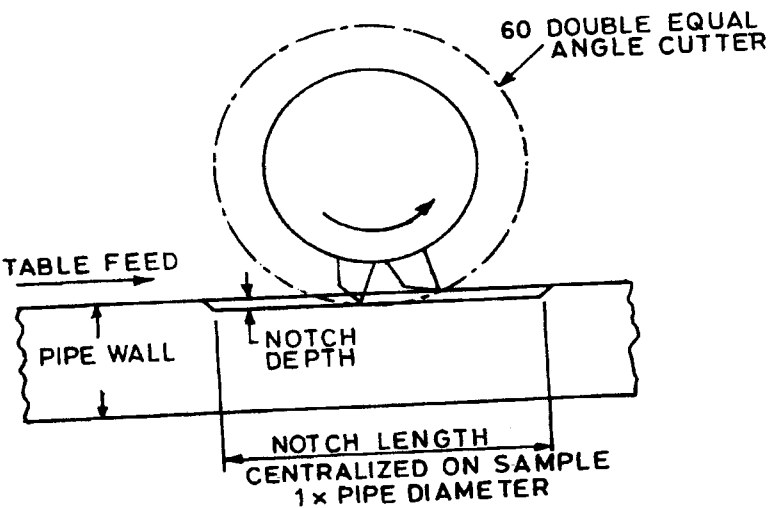 60 DOUBLE EQUAL
ANGLE CUTTER
TABLE FEED
PIPE WALL
NOTCH
DEPTH
NOTCH LENGTH
CENTRALIZED ON SAMPLE
1 x PIPE DIAMETER